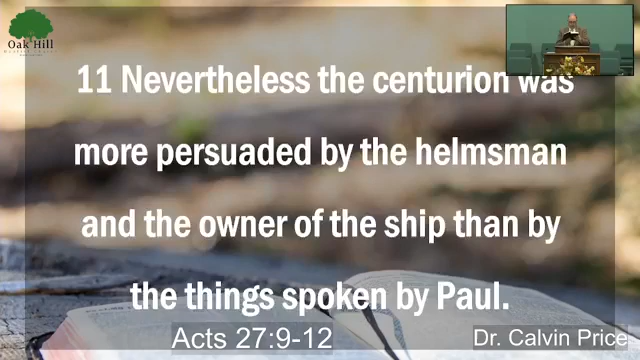 Oak Hill
11 Nevertheless the centurion was
more persuaded by the helmsman
and the owner of the ship than by
the things spoken by Paul.
Acts 27:9-12
Dr. Calvin Price